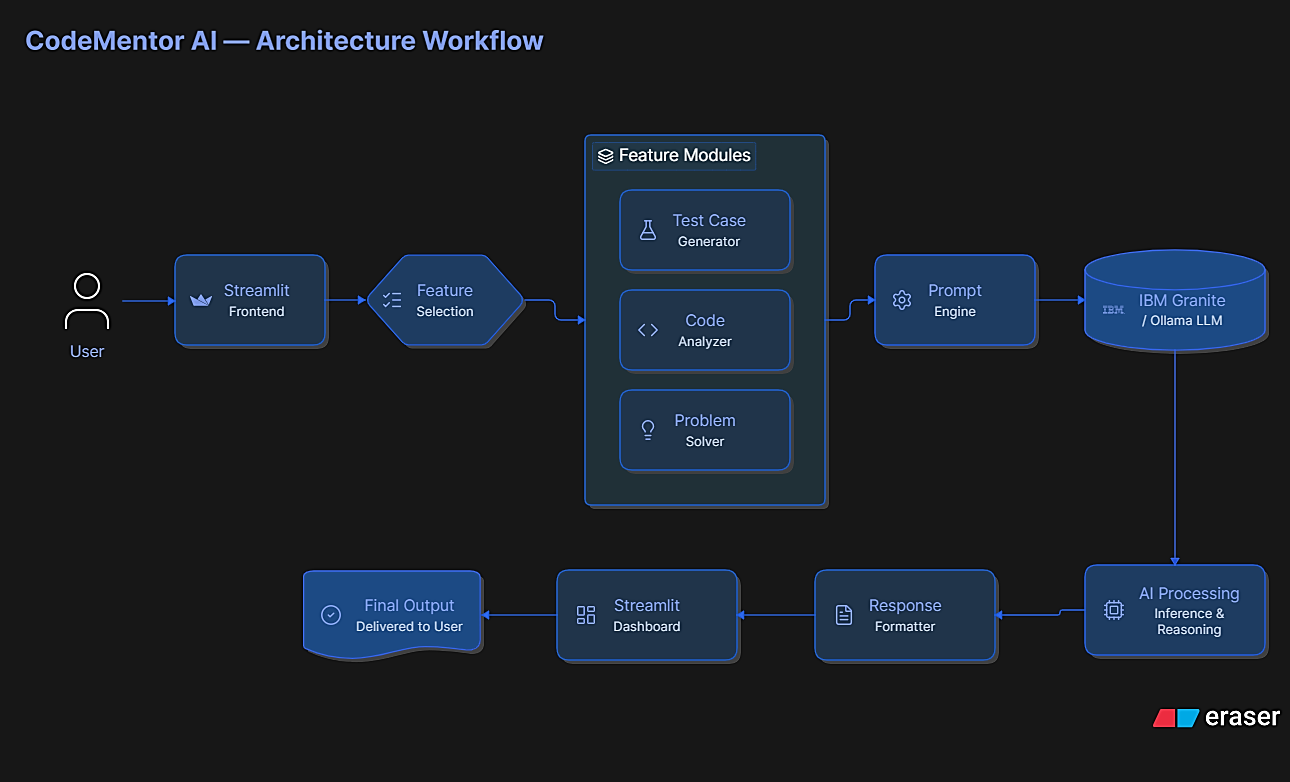 CodeMentor AI — Architecture Workflow
Feature Modules
Test Case
Generator
Streamlit
Frontend
Feature
Selection
Code
Analyzer
Prompt
Engine
IBM
IBM Granite
/ Ollama LLM
User
Problem
Solver
Final Output
Delivered to User
Streamlit
Dashboard
Response
Formatter
AI Processing
Inference &
Reasoning
eraser